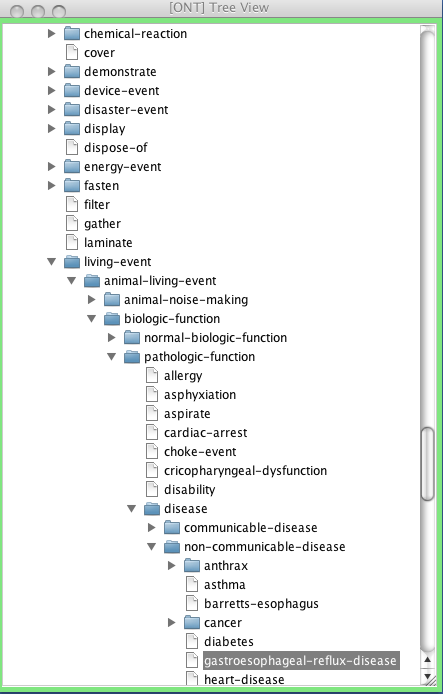 [ONT] Tree View
chemical-reaction
cover
demonstrate
device-event
disaster-event
display
dispose-of
energy-event
fasten
filter
gather
laminate
living-event
animal-living-event
animal-noise-making
biologic-function
normal-biologic-function
pathologic-function
allergy
asphyxiation
aspirate
cardiac-arrest
choke-event
cricopharyngeal-dysfunction
disability
disease
communicable-disease
non-communicable-disease
anthrax
asthma
barretts-esophagus
cancer
diabetes
gastroesophageal-reflux-disease
heart-disease